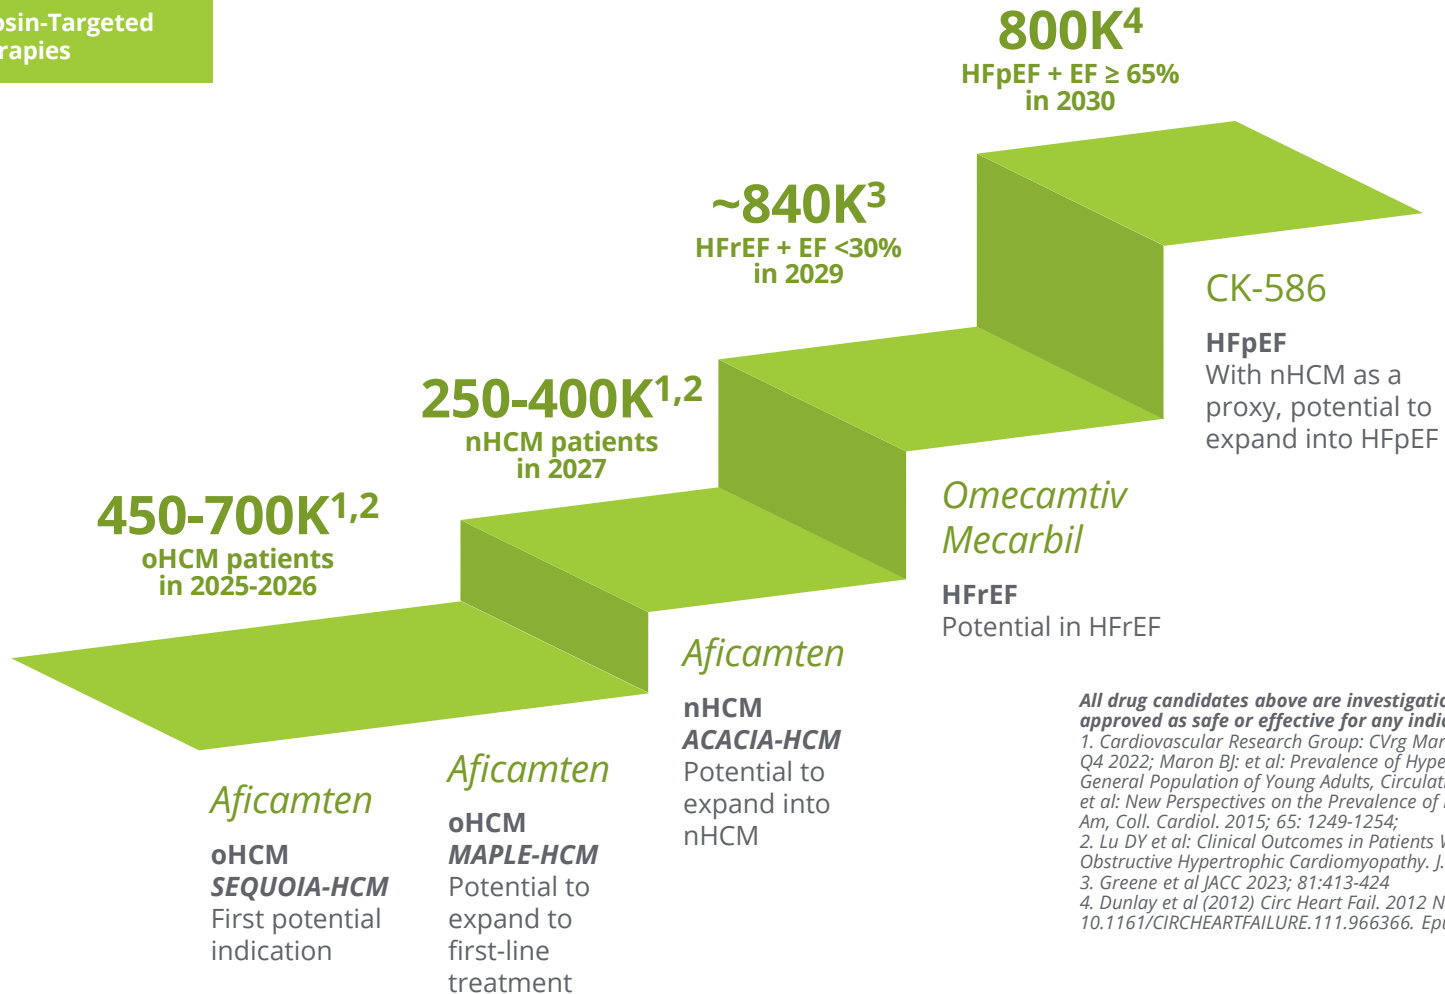 osin-Targeted
rapies
800K4
HFpEF + EF ≥ 65%
in 2030
~840K3
HFrEF + EF <30%
in 2029
250-400K1,2
nHCM patients
in 2027
450-700K1,2
oHCM patients
in 2025-2026
CK-586
HFpEF
With nHCM as a
proxy, potential to
expand into HFpEF
Omecamtiv
Mecarbil
HFrEF
Potential in HFrEF
Aficamten
nHCM
ACACIA-HCM
Potential to
expand into
nHCM
Aficamten
oHCM
MAPLE-HCM
Potential to
expand to
first-line
treatment
Aficamten
oHCM
SEQUOIA-HCM
First potential
indication
All drug candidates above are investigatio
approved as safe or effective for any indic
1. Cardiovascular Research Group: CVrg Mar
Q4 2022; Maron BJ: et al: Prevalence of Hype
General Population of Young Adults, Circulati
et al: New Perspectives on the Prevalence of
Am, Coll. Cardiol. 2015; 65: 1249-1254;
2. Lu DY et al: Clinical Outcomes in Patients
Obstructive Hypertrophic Cardiomyopathy. J.
3. Greene et al JACC 2023; 81:413-424
4. Dunlay et al (2012) Circ Heart Fail. 2012 N
10.1161/CIRCHEARTFAILURE.111.966366. Epu